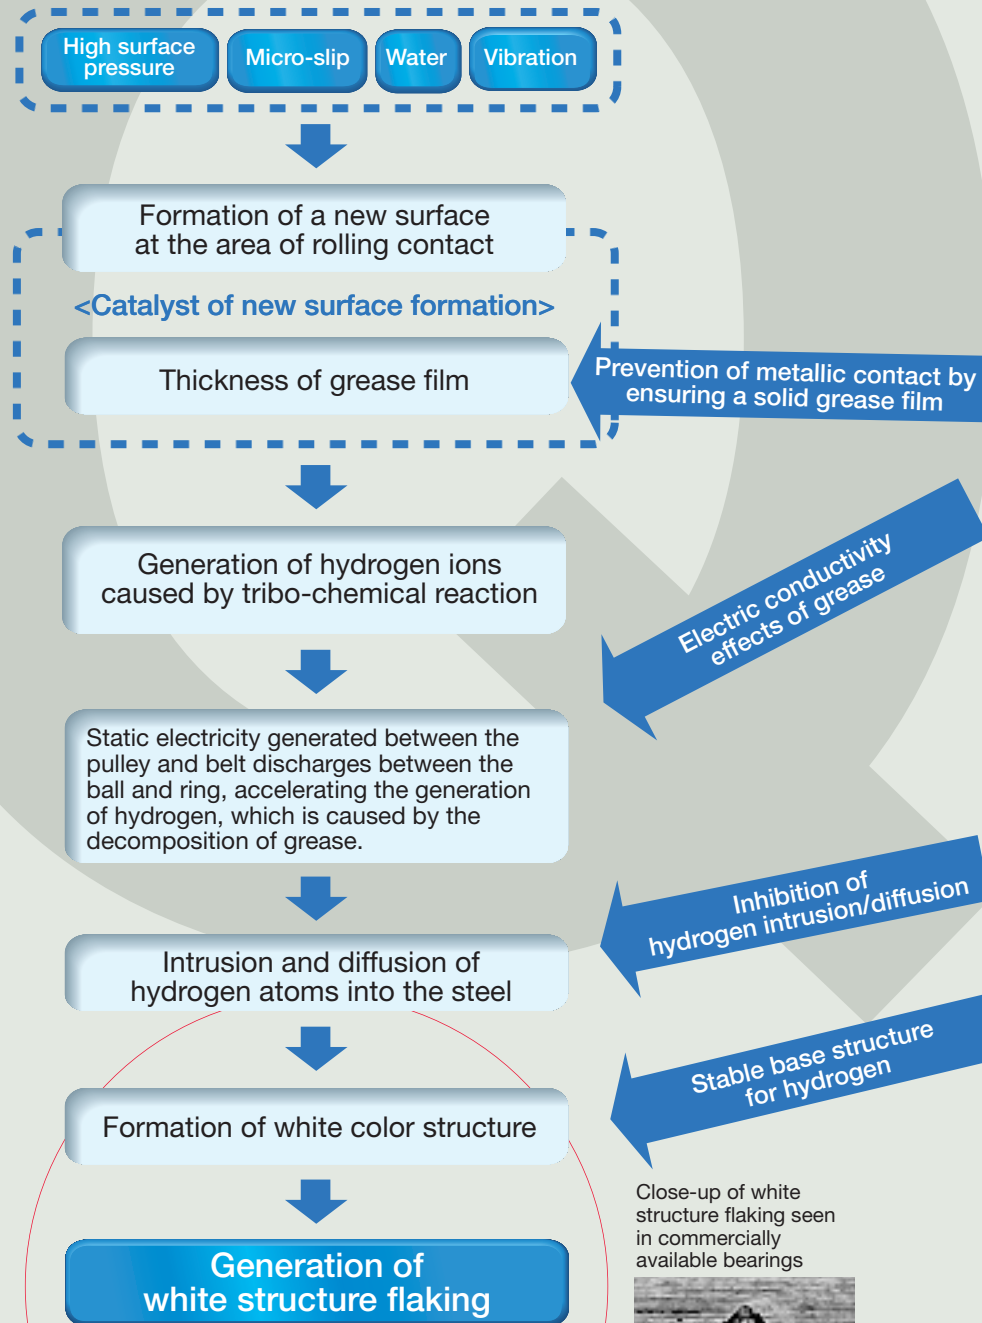 High surface
pressure
Micro-slip
Water
Vibration
Formation of a new surface
at the area of rolling contact
<Catalyst of new surface formation>
Thickness of grease film
Prevention of metallic contact by
ensuring a solid grease film
Generation of hydrogen ions
caused by tribo-chemical reaction
Electric conductivity
effects of grease
Static electricity generated between the
pulley and belt discharges between the
ball and ring, accelerating the generation
of hydrogen, which is caused by the
decomposition of grease.
Inhibition of
hydrogen intrusion/diffusion
Intrusion and diffusion of
hydrogen atoms into the steel
Stable base structure
for hydrogen
Formation of white color structure
Close-up of white
structure flaking seen
in commercially
available bearings
Generation of
white structure flaking